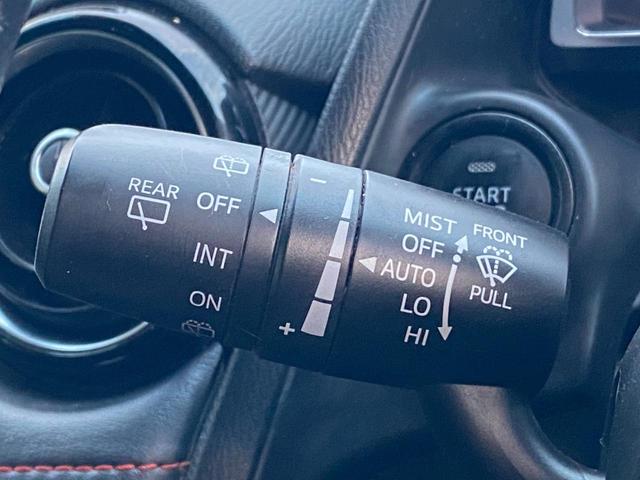 REAR
OFF
INT
ON
-
+
MIST
OFF
AUTO
LO
HI
FRONT
PULL
START